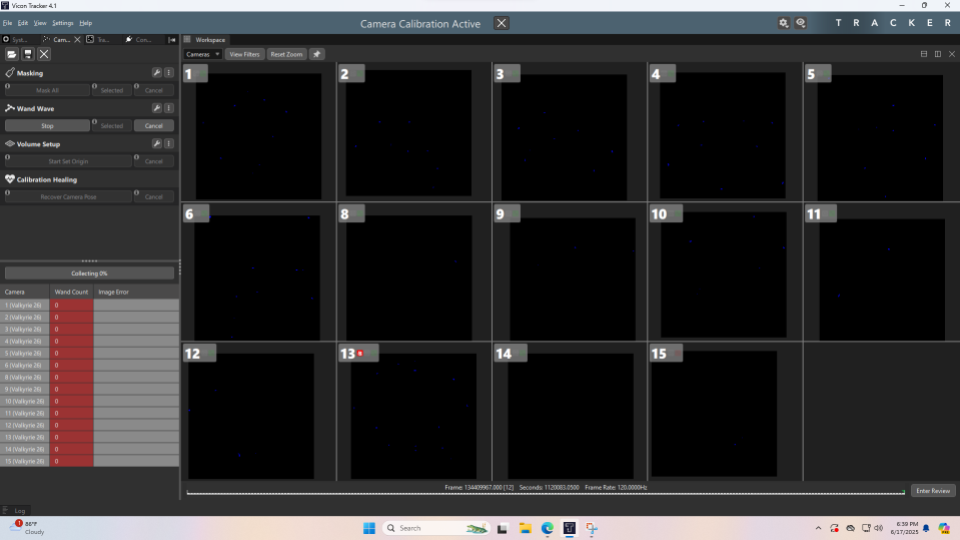 Vicon Tracker 4.1
File Edit View Settings Help
Camera Calibration Active
TRACKER
Syst...
Cam...
Tra...
Con...
Workspace
Cameras
View Filters
Reset Zoom
Masking
Mask All
Selected
Cancel
Wand Wave
Stop
Selected
Cancel
Volume Setup
Start Set Origin
Cancel
Calibration Healing
Recover Camera Pose
Cancel
Collecting 0%
Camera Wand Count Image Error
1 (Valkyrie 26) 0
2 (Valkyrie 26) 0
3 (Valkyrie 26) 0
4 (Valkyrie 26) 0
5 (Valkyrie 26) 0
6 (Valkyrie 26) 0
8 (Valkyrie 26) 0
9 (Valkyrie 26) 0
10 (Valkyrie 26) 0
11 (Valkyrie 26) 0
12 (Valkyrie 26) 0
13 (Valkyrie 26) 0
14 (Valkyrie 26) 0
15 (Valkyrie 26) 0
1
2
3
4
5
6
8
9
10
11
12
13
14
15
Frame: 134409967.000 [12] Seconds: 1120083.0500 Frame Rate: 120.0000Hz
Enter Review
Log
1
86°F
Cloudy
Search
6:39 PM
6/17/2025